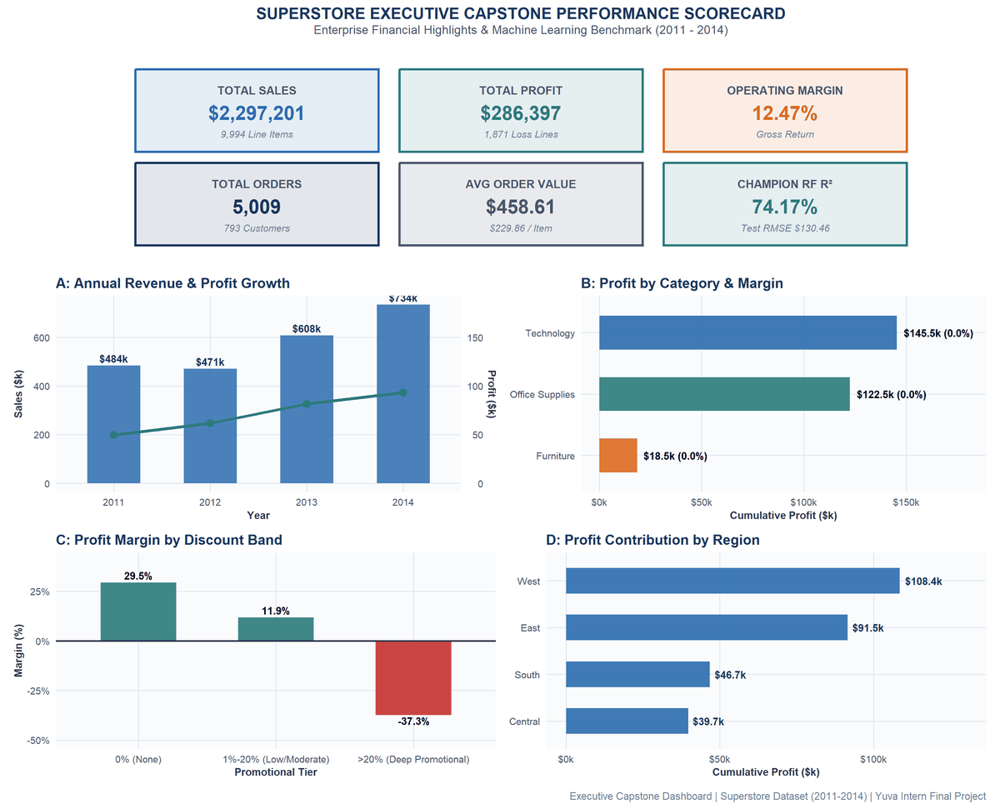 SUPERSTORE EXECUTIVE CAPSTONE PERFORMANCE SCORECARD
Enterprise Financial Highlights & Machine Learning Benchmark (2011 - 2014)
TOTAL SALES
$2,297,201
9,994 Line Items
TOTAL PROFIT
$286,397
1,871 Loss Lines
OPERATING MARGIN
12.47%
Gross Return
TOTAL ORDERS
5,009
793 Customers
AVG ORDER VALUE
$458.61
$229.86 / Item
CHAMPION RF R²
74.17%
Test RMSE $130.46
A: Annual Revenue & Profit Growth
Sales ($k)
600
400
200
0
$484k
$471k
$608k
$734k
150
100
50
0
Profit ($k)
2011
2012
2013
2014
Year
B: Profit by Category & Margin
Technology
$145.5k (0.0%)
Office Supplies
$122.5k (0.0%)
Furniture
$18.5k (0.0%)
$0k
$50k
$100k
$150k
Cumulative Profit ($k)
C: Profit Margin by Discount Band
Margin (%)
25%
0%
-25%
-50%
29.5%
11.9%
-37.3%
0% (None)
1%-20% (Low/Moderate)
>20% (Deep Promotional)
Promotional Tier
D: Profit Contribution by Region
West
$108.4k
East
$91.5k
South
$46.7k
Central
$39.7k
$0k
$50k
$100k
Cumulative Profit ($k)
Executive Capstone Dashboard | Superstore Dataset (2011-2014) | Yuva Intern Final Project